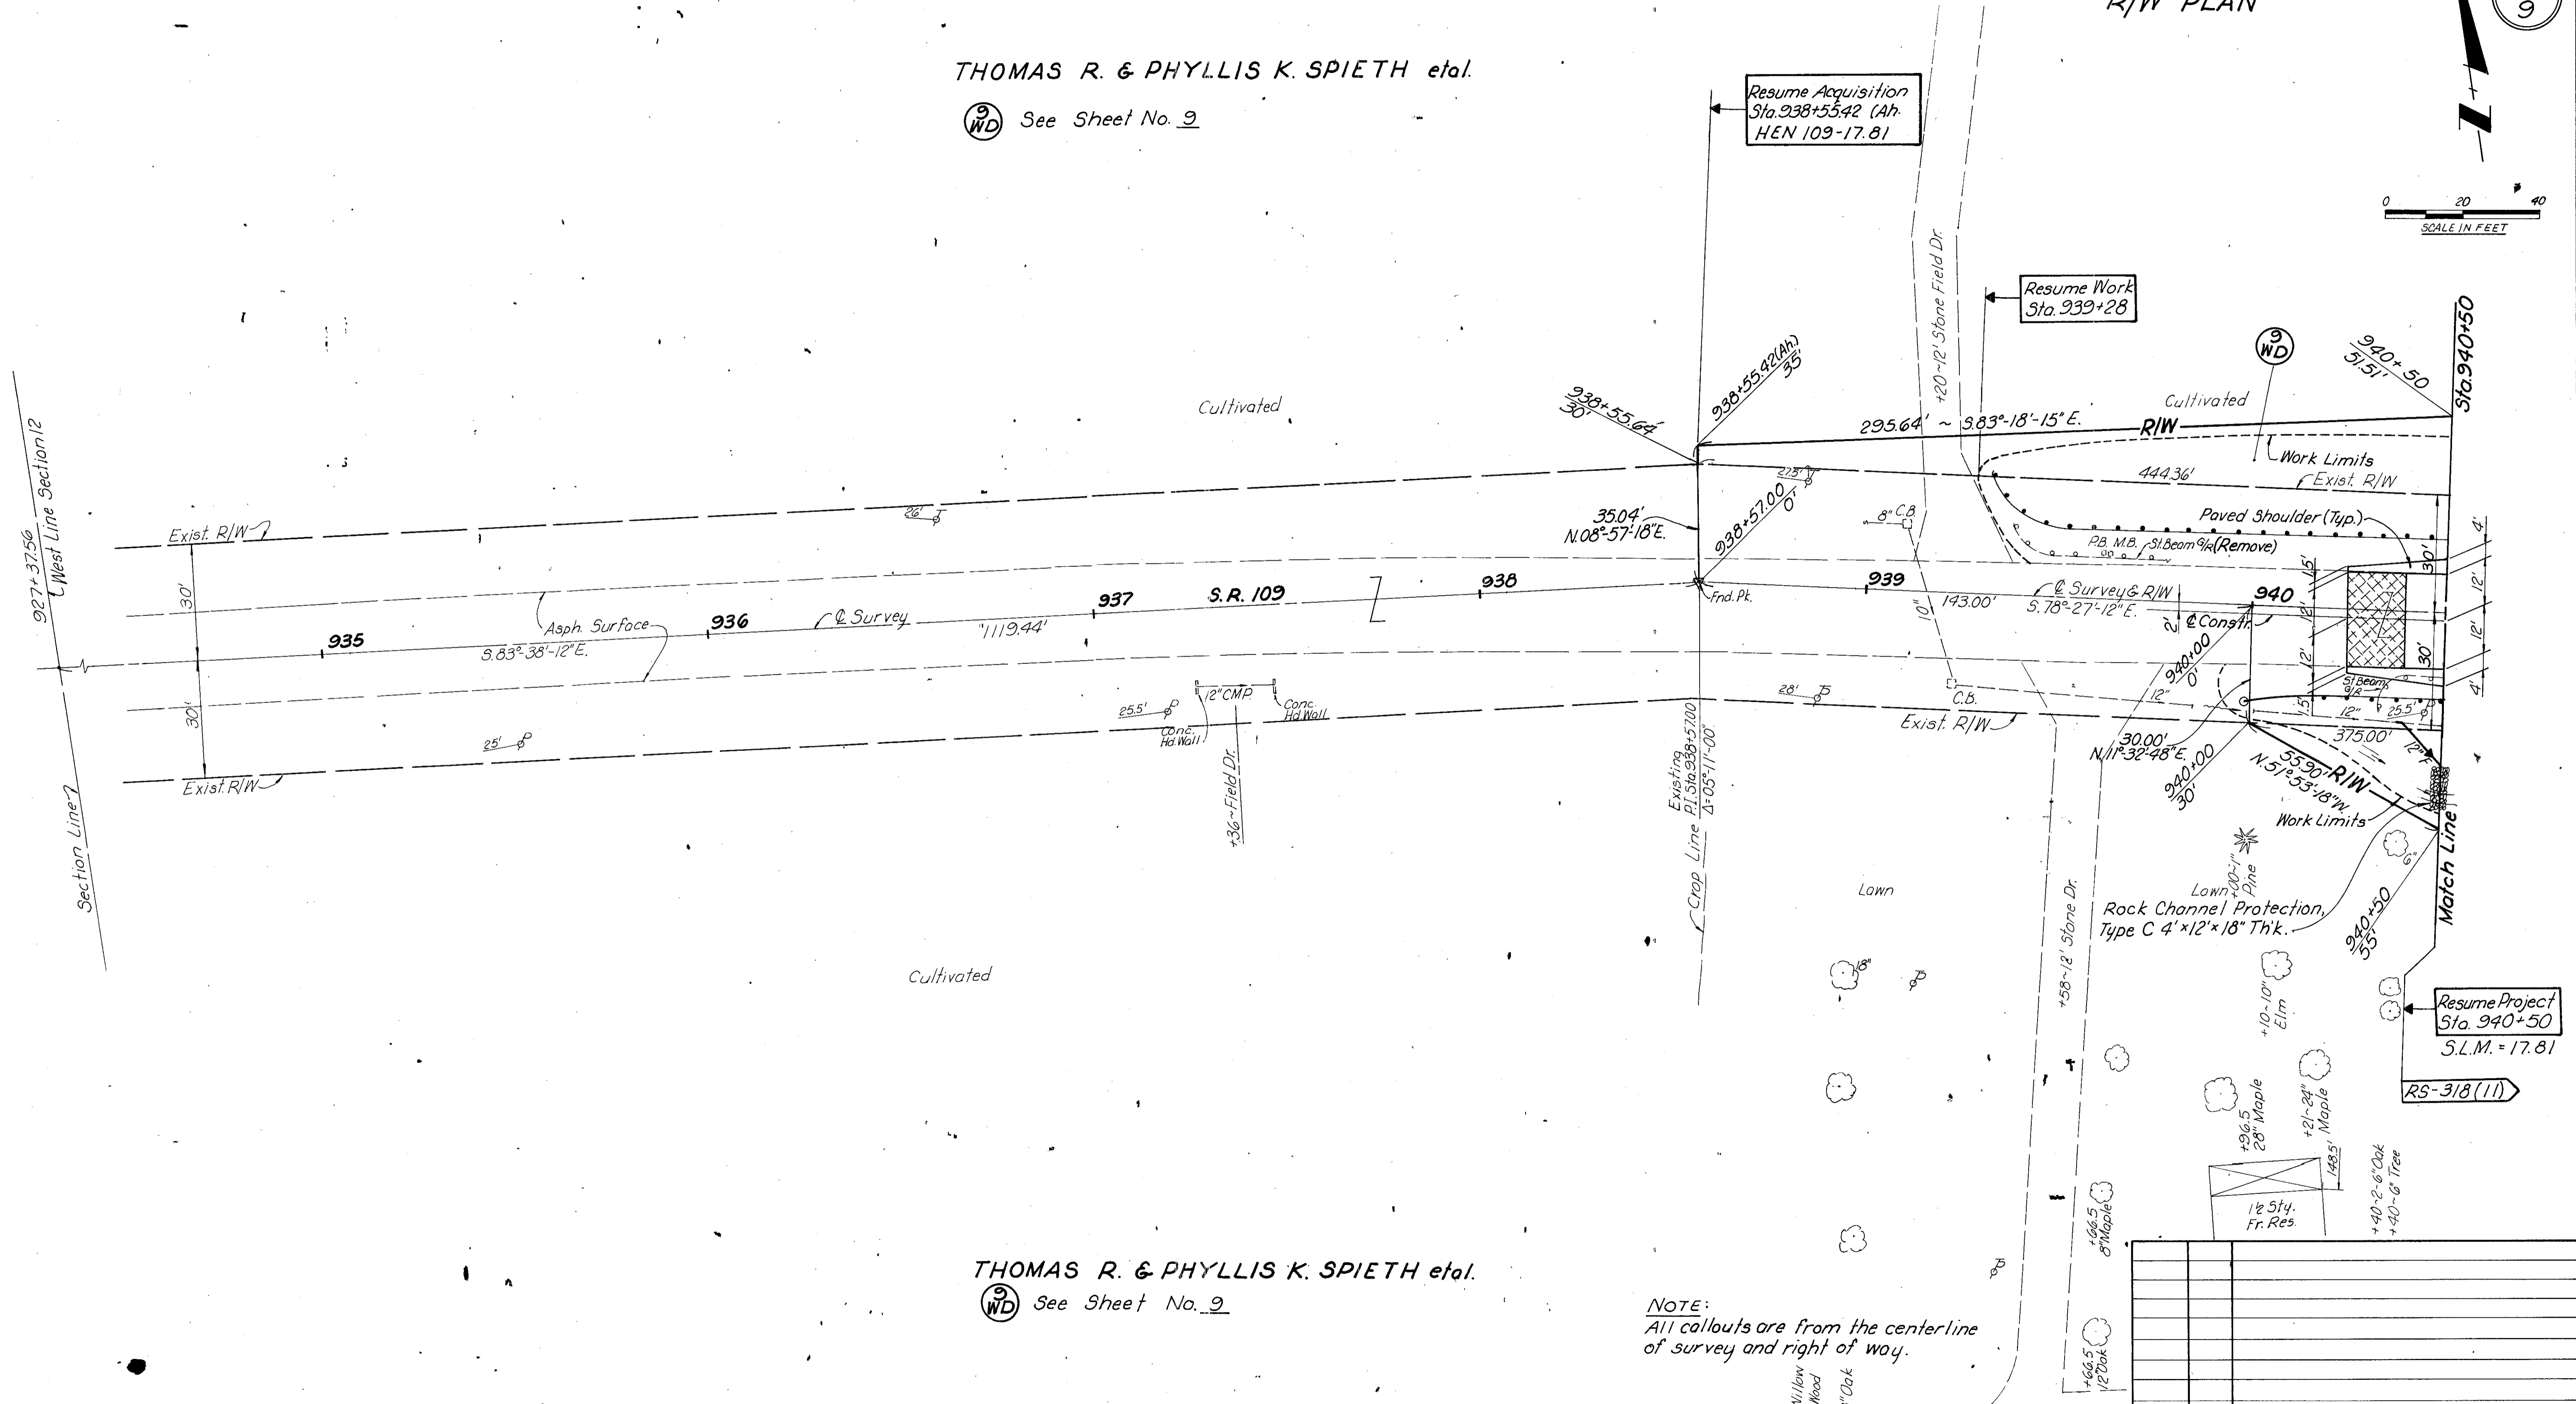 R/W PLAN
9
THOMAS R. & PHYLLIS K. SPIETH etal.
9
WD
See Sheet No. 9
Resume Acquisition
Sta.938+55.42 (Ah.
HEN 109-17.81
0 20 40
SCALE IN FEET
+20~12' Stone Field Dr.
Resume Work
Sta.939+28
9
WD
940+50
51.51'
Sta.940+50
927+37.56
West Line Section 12
Cultivated
938+55.64
30'
938+55.42(Ah.)
35'
Cultivated
295.64' ~ S.83°-18'-15"E.
R/W
Work Limits
444.36'
Exist. R/W
27.5'
Exist. R/W
26'
35.04'
N.08°-57'-18"E.
938+57.00
0'
8" C.B.
Paved Shoulder (Typ.)
P.B. M.B. St.Beam G/R (Remove)
4'
30'
30'
1.5'
12'
12'
12'
12'
30'
4'
1.5'
935
936
937
938
939
940
S.R. 109
Asph. Surface
℄ Survey
1119.44'
S.83°-38'-12"E.
Fnd. Pk.
10"
143.00'
℄ Survey & R/W
S.78°-27'-12"E.
2'
℄ Constr.
940+00
0'
30'
12" CMP.
Conc.
Hd. Wall
Conc.
Hd. Wall
25.5'
25'
28'
C.B.
12"
St Beam
G/R
12"
25.5'
Exist. R/W
Exist. R/W
30.00'
N.11°-32'-48"E.
375.00'
12" F
940+00
30'
55.90'
R/W
N.51°-53'-18"W.
Work Limits
Section Line
+36~Field Dr.
Crop Line
Existing
P.I. Sta.938+57.00
Δ=05°-11'-00"
Match Line
6"
+00~1"
Pine
Lawn
Lawn
Rock Channel Protection,
Type C 4'×12'×18" Th'k.
940+50
55'
+58~12' Stone Dr.
Cultivated
18"
+10~10"
Elm
Resume Project
Sta. 940+50
S.L.M. = 17.81
RS-318(11)
+96.5
28" Maple
+21~24"
Maple
148.5'
+40~2-6"Oak
+40~6" Tree
1½ Sty.
Fr. Res.
+66.5
8"Maple
THOMAS R. & PHYLLIS K. SPIETH etal.
9
WD
See Sheet No. 9
NOTE:
All callouts are from the centerline
of survey and right of way.
+66.5
12"Oak
Willow
Wood
"Oak